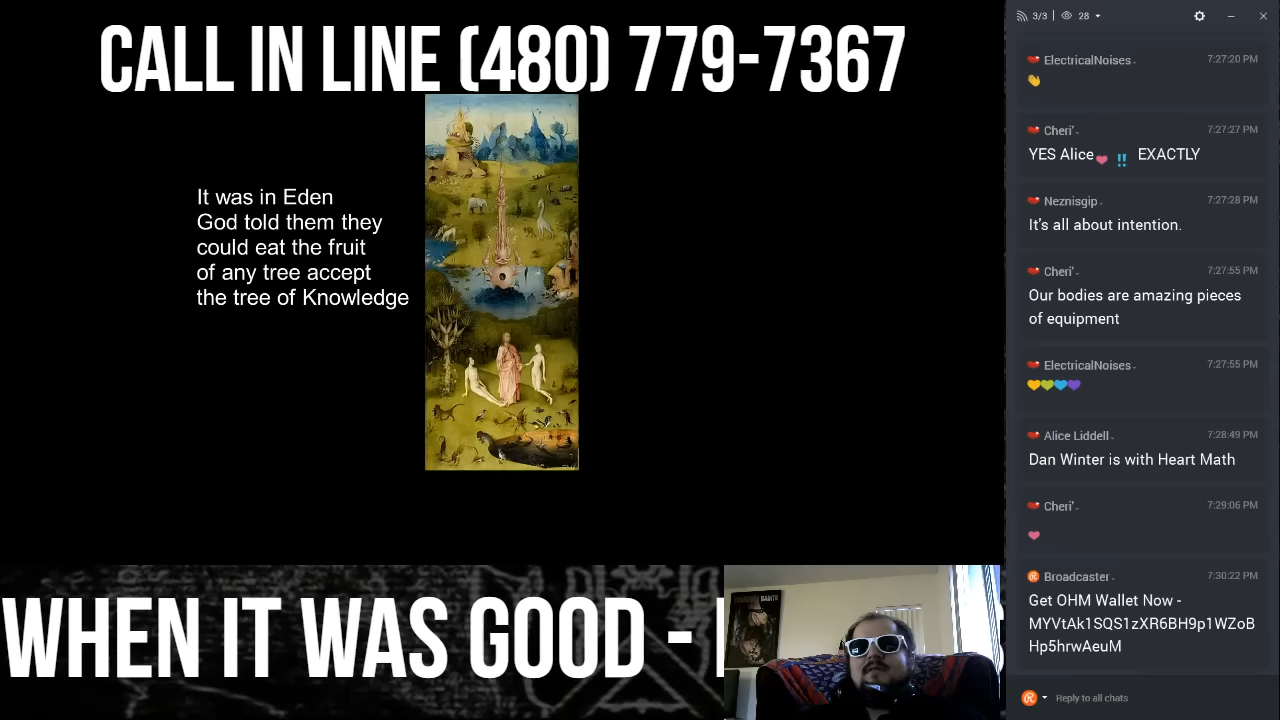 CALL IN LINE (480) 779-7367
It was in Eden
God told them they
could eat the fruit
of any tree accept
the tree of Knowledge
WHEN IT WAS GOOD -
3/3
28
ElectricalNoises
7:27:20 PM
Cheri'
7:27:27 PM
YES Alice EXACTLY
Neznisgip
7:27:28 PM
It's all about intention.
Cheri'
7:27:55 PM
Our bodies are amazing pieces
of equipment
ElectricalNoises
7:27:55 PM
Alice Liddell
7:28:49 PM
Dan Winter is with Heart Math
Cheri'
7:29:06 PM
Broadcaster
7:30:22 PM
Get OHM Wallet Now -
MYVtAk1SQS1zXR6BH9p1WZoB
Hp5hrwAeuM
Reply to all chats